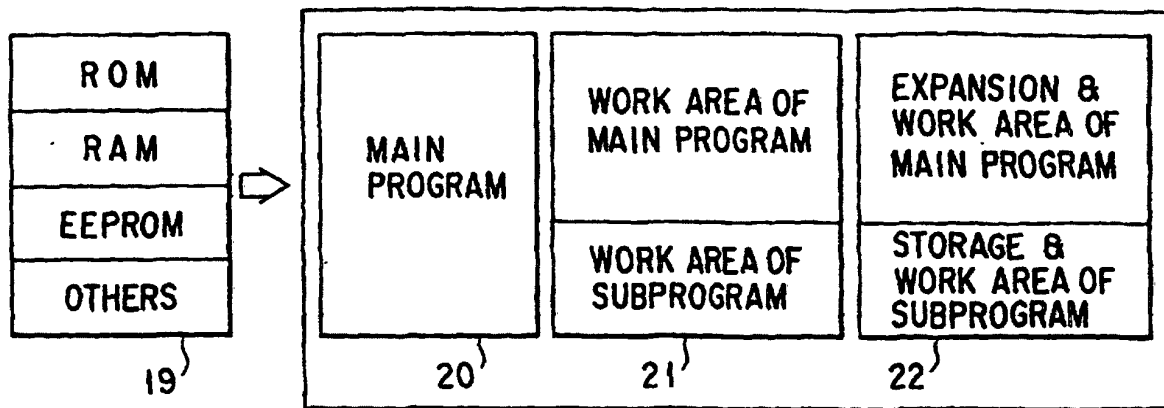 ROM
RAM
EEPROM
OTHERS
19
MAIN
PROGRAM
20
WORK AREA OF
MAIN PROGRAM
WORK AREA OF
SUBPROGRAM
21
EXPANSION &
WORK AREA OF
MAIN PROGRAM
STORAGE &
WORK AREA OF
SUBPROGRAM
22